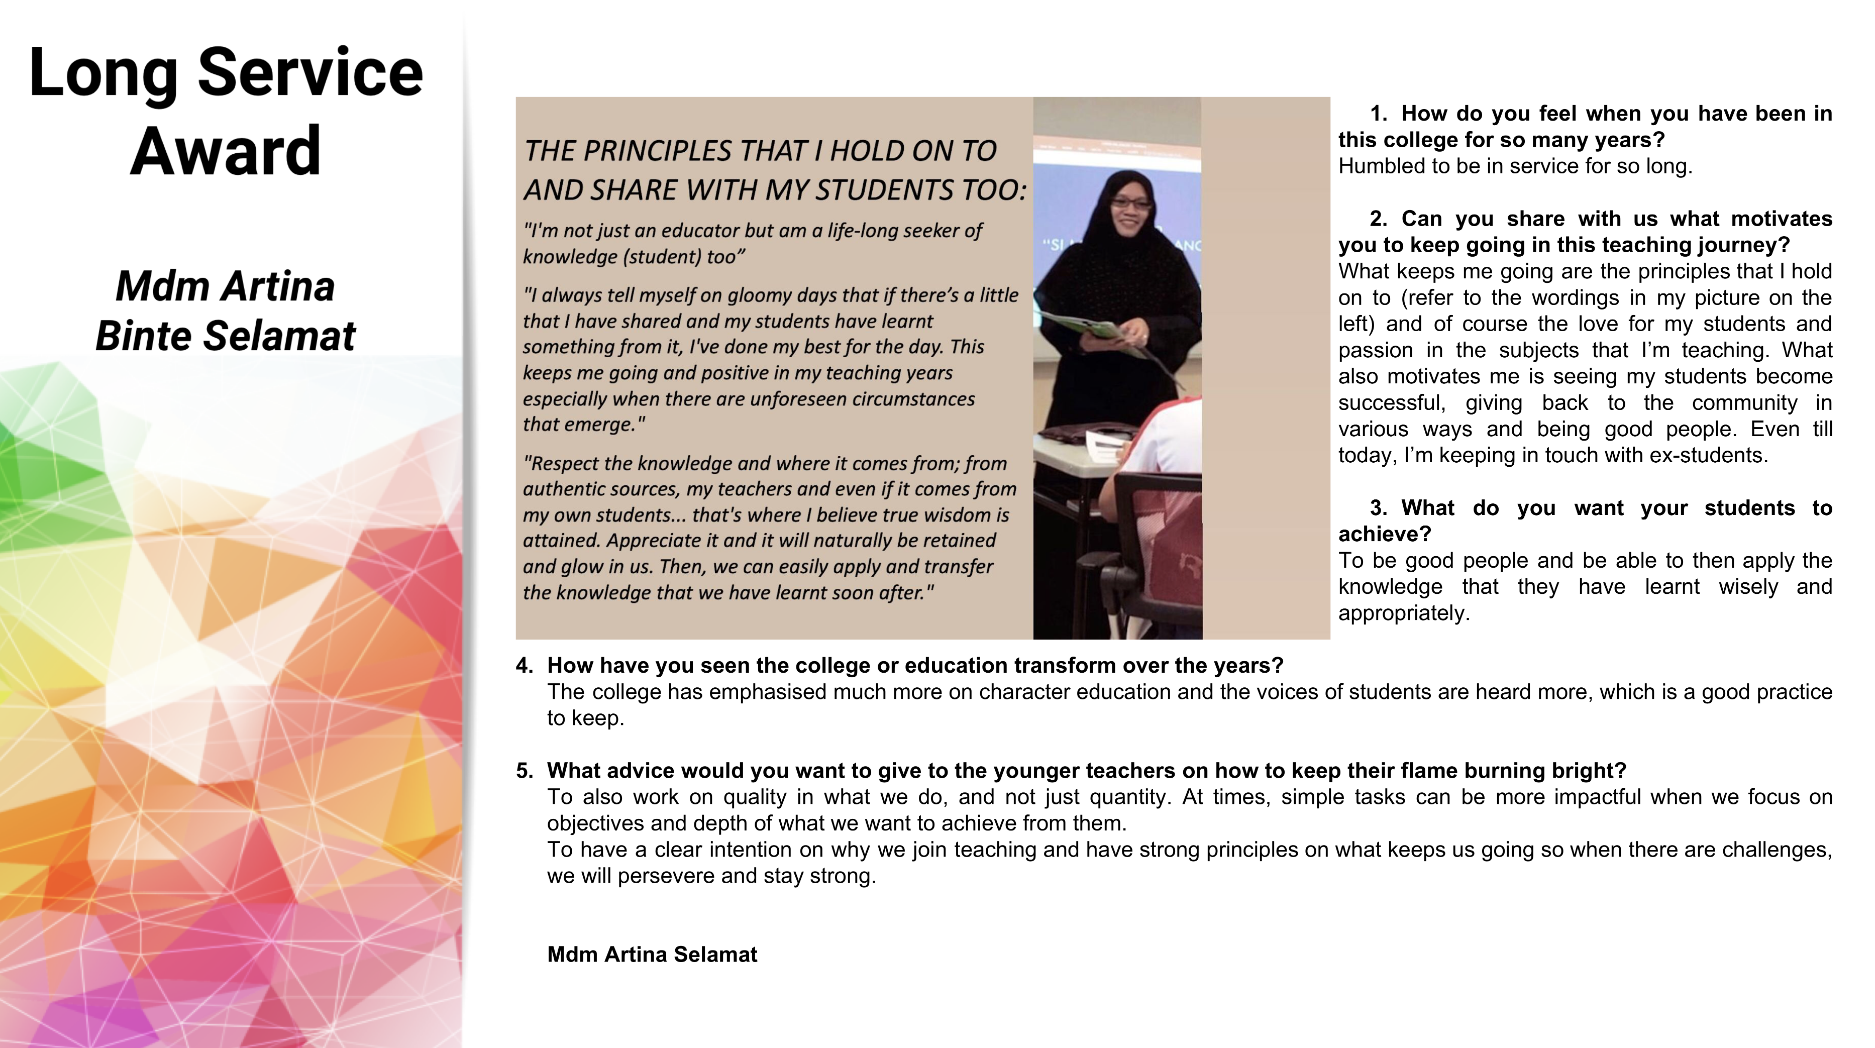 Long Service
Award
Mdm Artina
Binte Selamat
THE PRINCIPLES THAT I HOLD ON TO
AND SHARE WITH MY STUDENTS TOO:
"I'm not just an educator but am a life-long seeker of
knowledge (student) too”
"I always tell myself on gloomy days that if there’s a little
that I have shared and my students have learnt
something from it, I've done my best for the day. This
keeps me going and positive in my teaching years
especially when there are unforeseen circumstances
that emerge."
"Respect the knowledge and where it comes from; from
authentic sources, my teachers and even if it comes from
my own students... that's where I believe true wisdom is
attained. Appreciate it and it will naturally be retained
and glow in us. Then, we can easily apply and transfer
the knowledge that we have learnt soon after."
1. How do you feel when you have been in
this college for so many years?
Humbled to be in service for so long.
2. Can you share with us what motivates
you to keep going in this teaching journey?
What keeps me going are the principles that I hold
on to (refer to the wordings in my picture on the
left) and of course the love for my students and
passion in the subjects that I’m teaching. What
also motivates me is seeing my students become
successful, giving back to the community in
various ways and being good people. Even till
today, I’m keeping in touch with ex-students.
3. What do you want your students to
achieve?
To be good people and be able to then apply the
knowledge that they have learnt wisely and
appropriately.
4. How have you seen the college or education transform over the years?
The college has emphasised much more on character education and the voices of students are heard more, which is a good practice
to keep.
5. What advice would you want to give to the younger teachers on how to keep their flame burning bright?
To also work on quality in what we do, and not just quantity. At times, simple tasks can be more impactful when we focus on
objectives and depth of what we want to achieve from them.
To have a clear intention on why we join teaching and have strong principles on what keeps us going so when there are challenges,
we will persevere and stay strong.
Mdm Artina Selamat